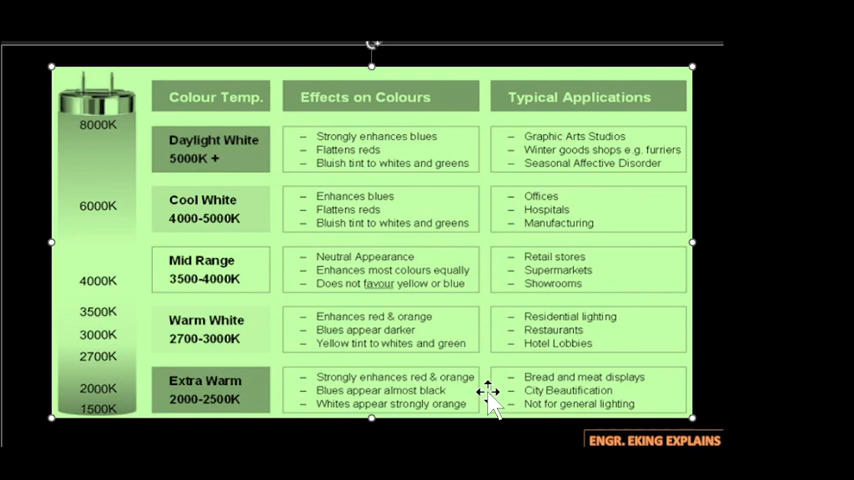 Colour Temp.
Effects on Colours
Typical Applications
8000K
6000K
4000K
3500K
3000K
2700K
2000K
1500K
Daylight White
5000K +
– Strongly enhances blues
– Flattens reds
– Bluish tint to whites and greens
– Graphic Arts Studios
– Winter goods shops e.g. furriers
– Seasonal Affective Disorder
Cool White
4000-5000K
– Enhances blues
– Flattens reds
– Bluish tint to whites and greens
– Offices
– Hospitals
– Manufacturing
Mid Range
3500-4000K
– Neutral Appearance
– Enhances most colours equally
– Does not favour yellow or blue
– Retail stores
– Supermarkets
– Showrooms
Warm White
2700-3000K
– Enhances red & orange
– Blues appear darker
– Yellow tint to whites and green
– Residential lighting
– Restaurants
– Hotel Lobbies
Extra Warm
2000-2500K
– Strongly enhances red & orange
– Blues appear almost black
– Whites appear strongly orange
– Bread and meat displays
– City Beautification
– Not for general lighting
ENGR. EKING EXPLAINS